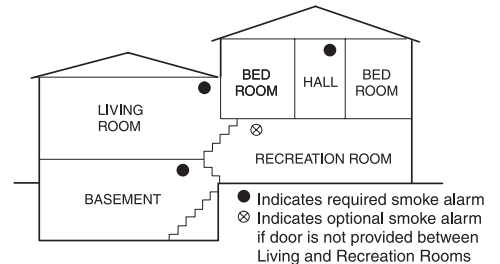 BED
ROOM
HALL
BED
ROOM
LIVING
ROOM
RECREATION ROOM
BASEMENT
Indicates required smoke alarm
Indicates optional smoke alarm
if door is not provided between
Living and Recreation Rooms